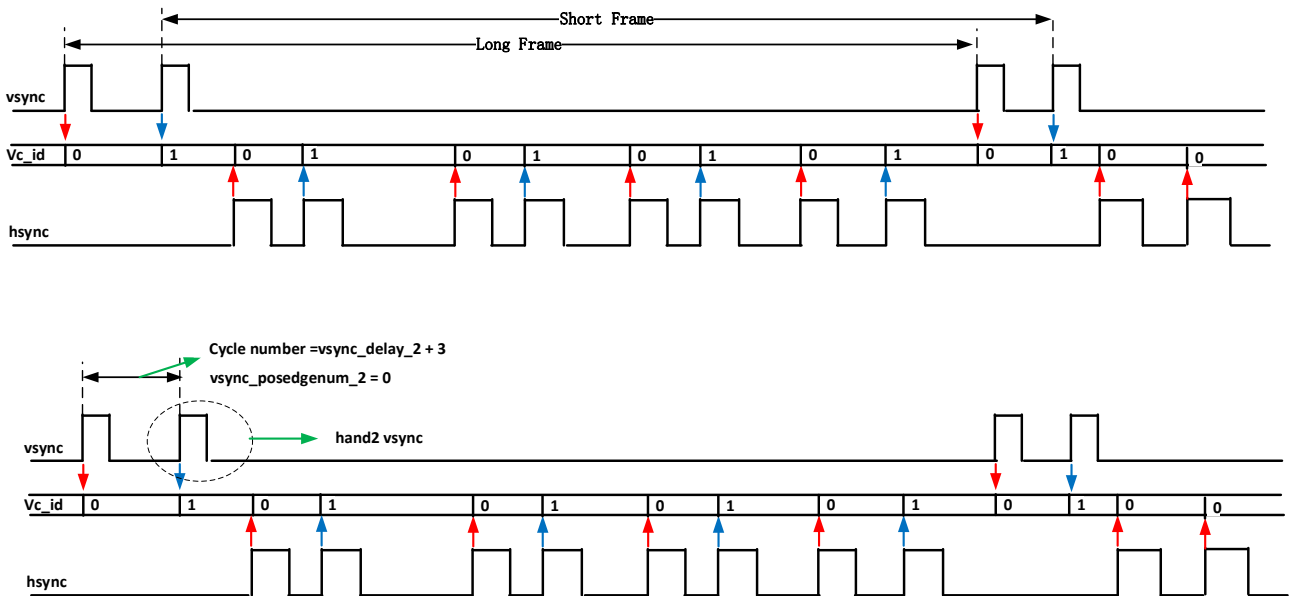 Short Frame
Long Frame
vsync
Vc_id 0 1 0 1 0 1 0 1 0 1 0 1 0 0
hsync
Cycle number =vsync_delay_2 + 3
vsync_posedgenum_2 = 0
vsync
hand2 vsync
Vc_id 0 1 0 1 0 1 0 1 0 1 0 1 0 0
hsync